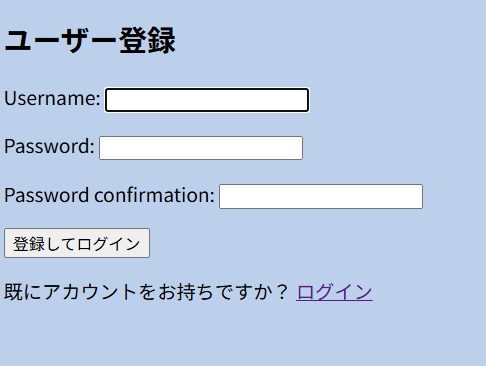 ユーザー登録
Username:
Password:
Password confirmation:
登録してログイン
既にアカウントをお持ちですか？ ログイン